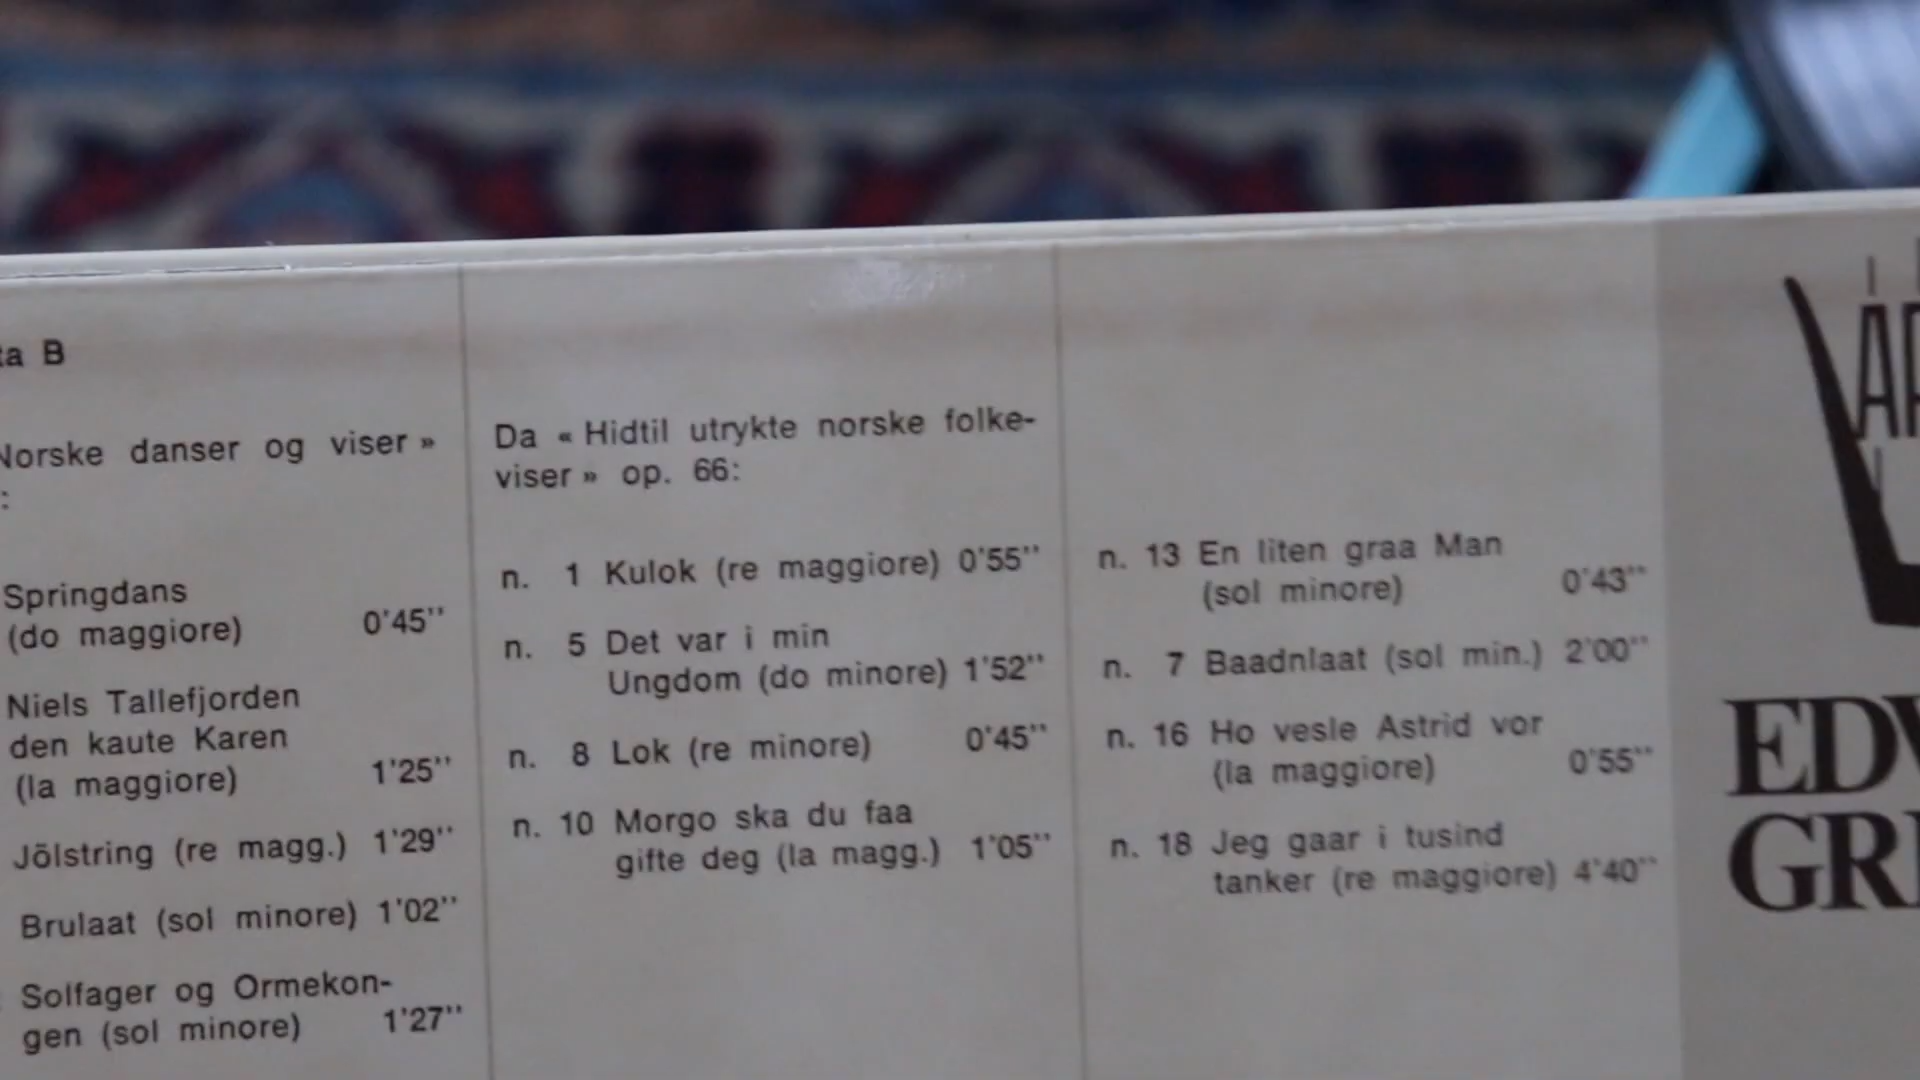 B
Norske danser og viser »
:
Springdans
(do maggiore) 0'45''
Niels Tallefjorden
den kaute Karen
(la maggiore) 1'25''
Jölstring (re magg.) 1'29''
Brulaat (sol minore) 1'02''
Solfager og Ormekon-
gen (sol minore) 1'27''
Da « Hidtil utrykte norske folke-
viser » op. 66:
n. 1 Kulok (re maggiore) 0'55''
n. 5 Det var i min
Ungdom (do minore) 1'52''
n. 8 Lok (re minore) 0'45''
n. 10 Morgo ska du faa
gifte deg (la magg.) 1'05''
n. 13 En liten graa Man
(sol minore) 0'43''
n. 7 Baadnlaat (sol min.) 2'00''
n. 16 Ho vesle Astrid vor
(la maggiore) 0'55''
n. 18 Jeg gaar i tusind
tanker (re maggiore) 4'40''